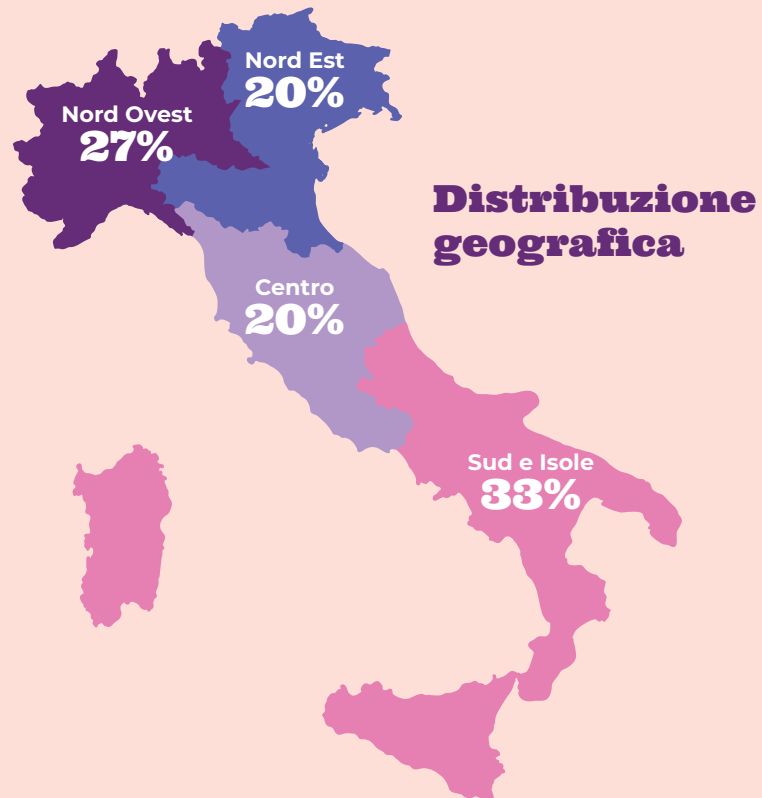 Nord Est
20%
Nord Ovest
27%
Distribuzione
geografica
Centro
20%
Sud e Isole
33%